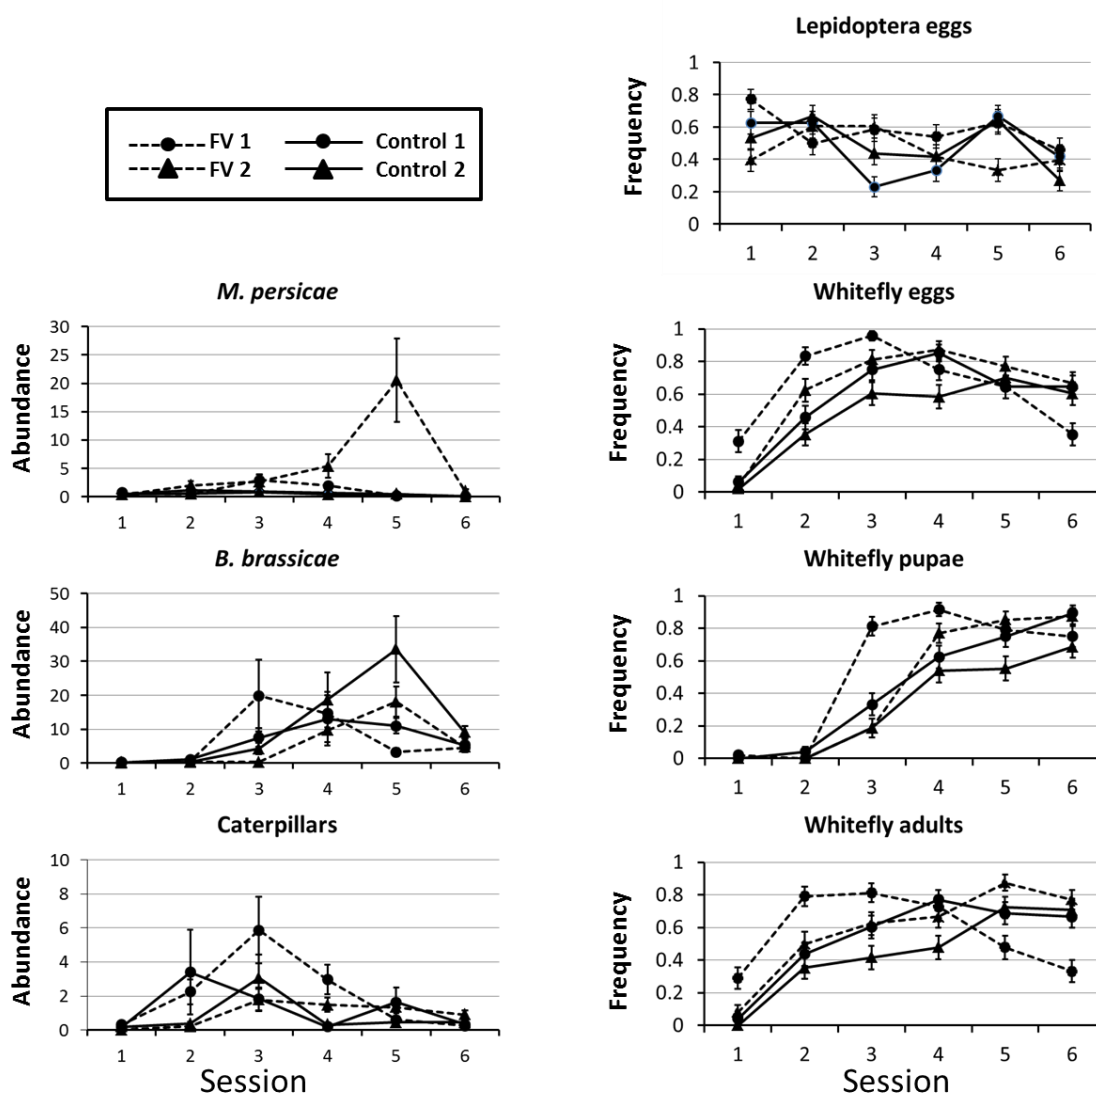 Lepidoptera eggs
FV 1 Control 1
FV 2 Control 2
Frequency
1
0.8
0.6
0.4
0.2
0
1 2 3 4 5 6
M. persicae
Abundance
30
25
20
15
10
5
0
1 2 3 4 5 6
Whitefly eggs
Frequency
1
0.8
0.6
0.4
0.2
0
1 2 3 4 5 6
B. brassicae
Abundance
50
40
30
20
10
0
1 2 3 4 5 6
Whitefly pupae
Frequency
1
0.8
0.6
0.4
0.2
0
1 2 3 4 5 6
Caterpillars
Abundance
10
8
6
4
2
0
1 2 3 4 5 6
Session
Whitefly adults
Frequency
1
0.8
0.6
0.4
0.2
0
1 2 3 4 5 6
Session